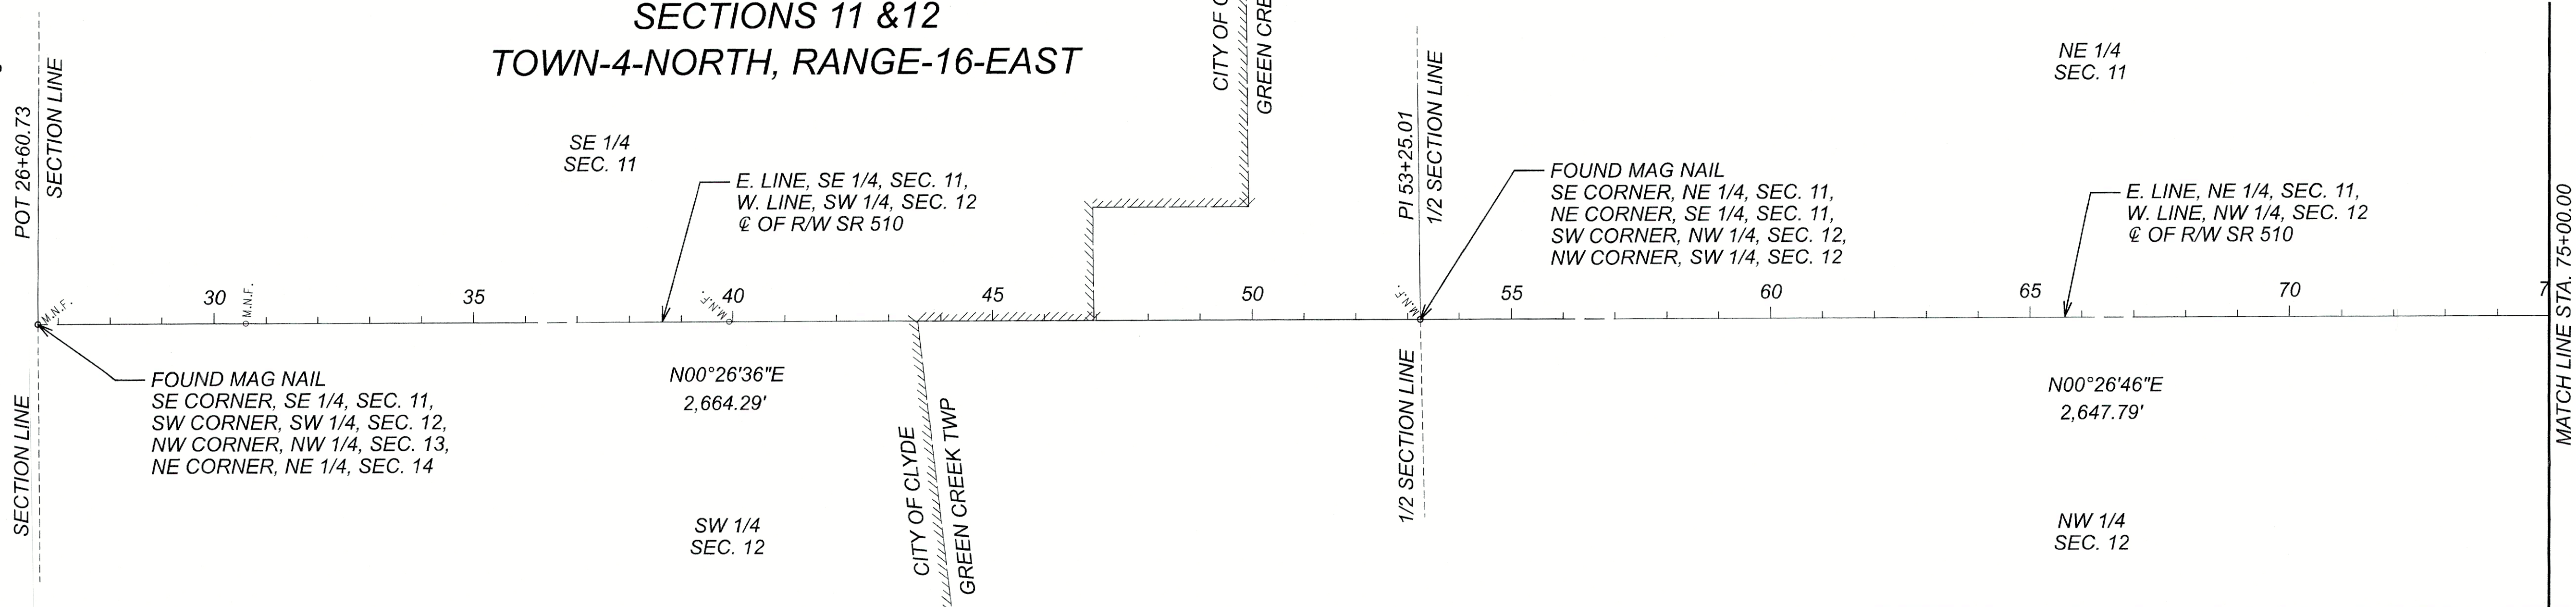 SECTIONS 11 &12
TOWN-4-NORTH, RANGE-16-EAST
POT 26+60.73
SECTION LINE
SE 1/4
SEC. 11
E. LINE, SE 1/4, SEC. 11,
W. LINE, SW 1/4, SEC. 12
℄ OF R/W SR 510
CITY OF C
GREEN CRE
PI 53+25.01
1/2 SECTION LINE
FOUND MAG NAIL
SE CORNER, NE 1/4, SEC. 11,
NE CORNER, SE 1/4, SEC. 11,
SW CORNER, NW 1/4, SEC. 12,
NW CORNER, SW 1/4, SEC. 12
NE 1/4
SEC. 11
E. LINE, NE 1/4, SEC. 11,
W. LINE, NW 1/4, SEC. 12
℄ OF R/W SR 510
MATCH LINE STA. 75+00.00
M.N.F.
30
M.N.F.
35
M.N.F.
40
45
50
M.N.F.
55
60
65
70
7
SECTION LINE
FOUND MAG NAIL
SE CORNER, SE 1/4, SEC. 11,
SW CORNER, SW 1/4, SEC. 12,
NW CORNER, NW 1/4, SEC. 13,
NE CORNER, NE 1/4, SEC. 14
N00°26'36"E
2,664.29'
SW 1/4
SEC. 12
CITY OF CLYDE
GREEN CREEK TWP
1/2 SECTION LINE
N00°26'46"E
2,647.79'
NW 1/4
SEC. 12